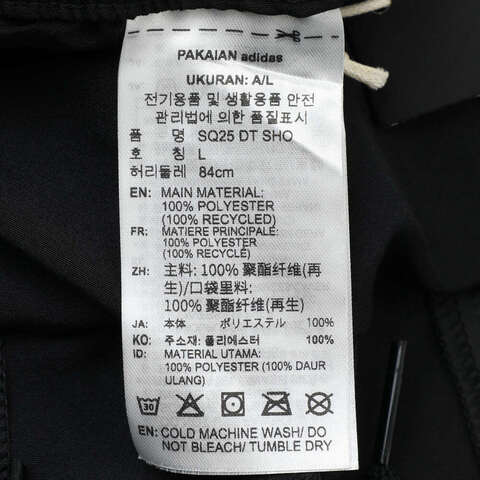 PAKAIAN adidas
UKURAN: A/L
전기용품 및 생활용품 안전
관리법에 의한 품질표시
품 명 SQ25 DT SHO
호 칭 L
허리둘레 84cm
EN: MAIN MATERIAL:
100% POLYESTER
(100% RECYCLED)
FR: MATIERE PRINCIPALE:
100% POLYESTER
(100% RECYCLÉ)
ZH: 主料: 100% 聚酯纤维(再
生)/口袋里料:
100% 聚酯纤维(再生)
JA: 本体 ポリエステル 100%
KO: 주소재: 폴리에스터 100%
ID: MATERIAL UTAMA:
100% POLYESTER (100% DAUR
ULANG)
30
EN: COLD MACHINE WASH/ DO
NOT BLEACH/ TUMBLE DRY